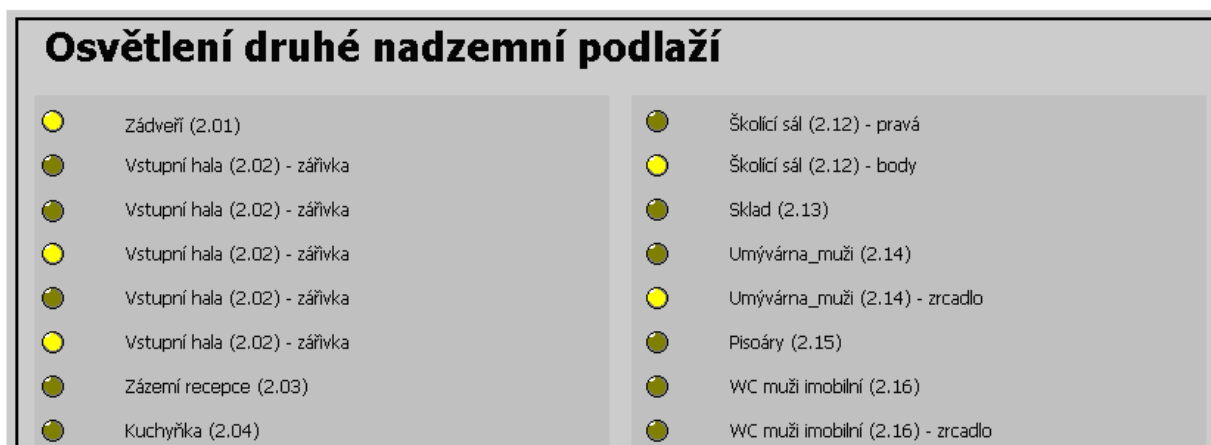 Osvětlení druhé nadzemní podlaží
Zádveří (2.01)
Vstupní hala (2.02) - zářivka
Vstupní hala (2.02) - zářivka
Vstupní hala (2.02) - zářivka
Vstupní hala (2.02) - zářivka
Vstupní hala (2.02) - zářivka
Zázemí recepce (2.03)
Kuchyňka (2.04)
Školící sál (2.12) - pravá
Školící sál (2.12) - body
Sklad (2.13)
Umývárna_muži (2.14)
Umývárna_muži (2.14) - zrcadlo
Pisoáry (2.15)
WC muži imobilní (2.16)
WC muži imobilní (2.16) - zrcadlo